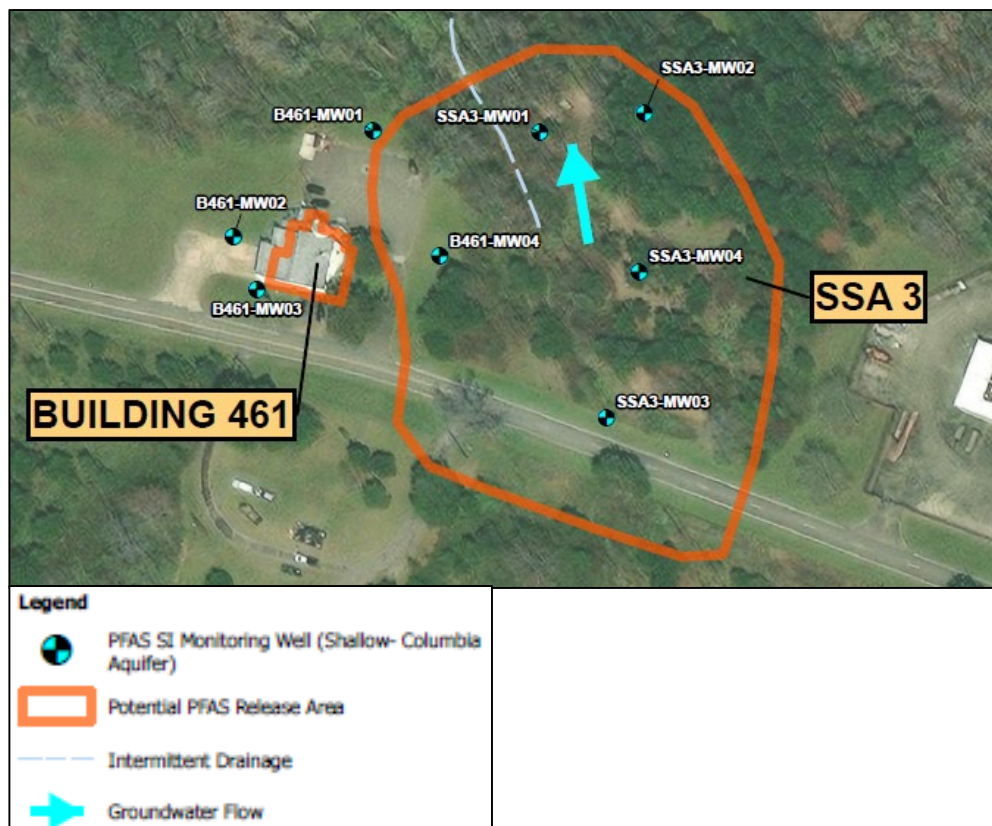 SSA3-MW02
B461-MW01
SSA3-MW01
B461-MW02
B461-MW04
SSA3-MW04
SSA 3
B461-MW03
BUILDING 461
SSA3-MW03
Legend
PFAS SI Monitoring Well (Shallow- Columbia
Aquifer)
Potential PFAS Release Area
Intermittent Drainage
Groundwater Flow